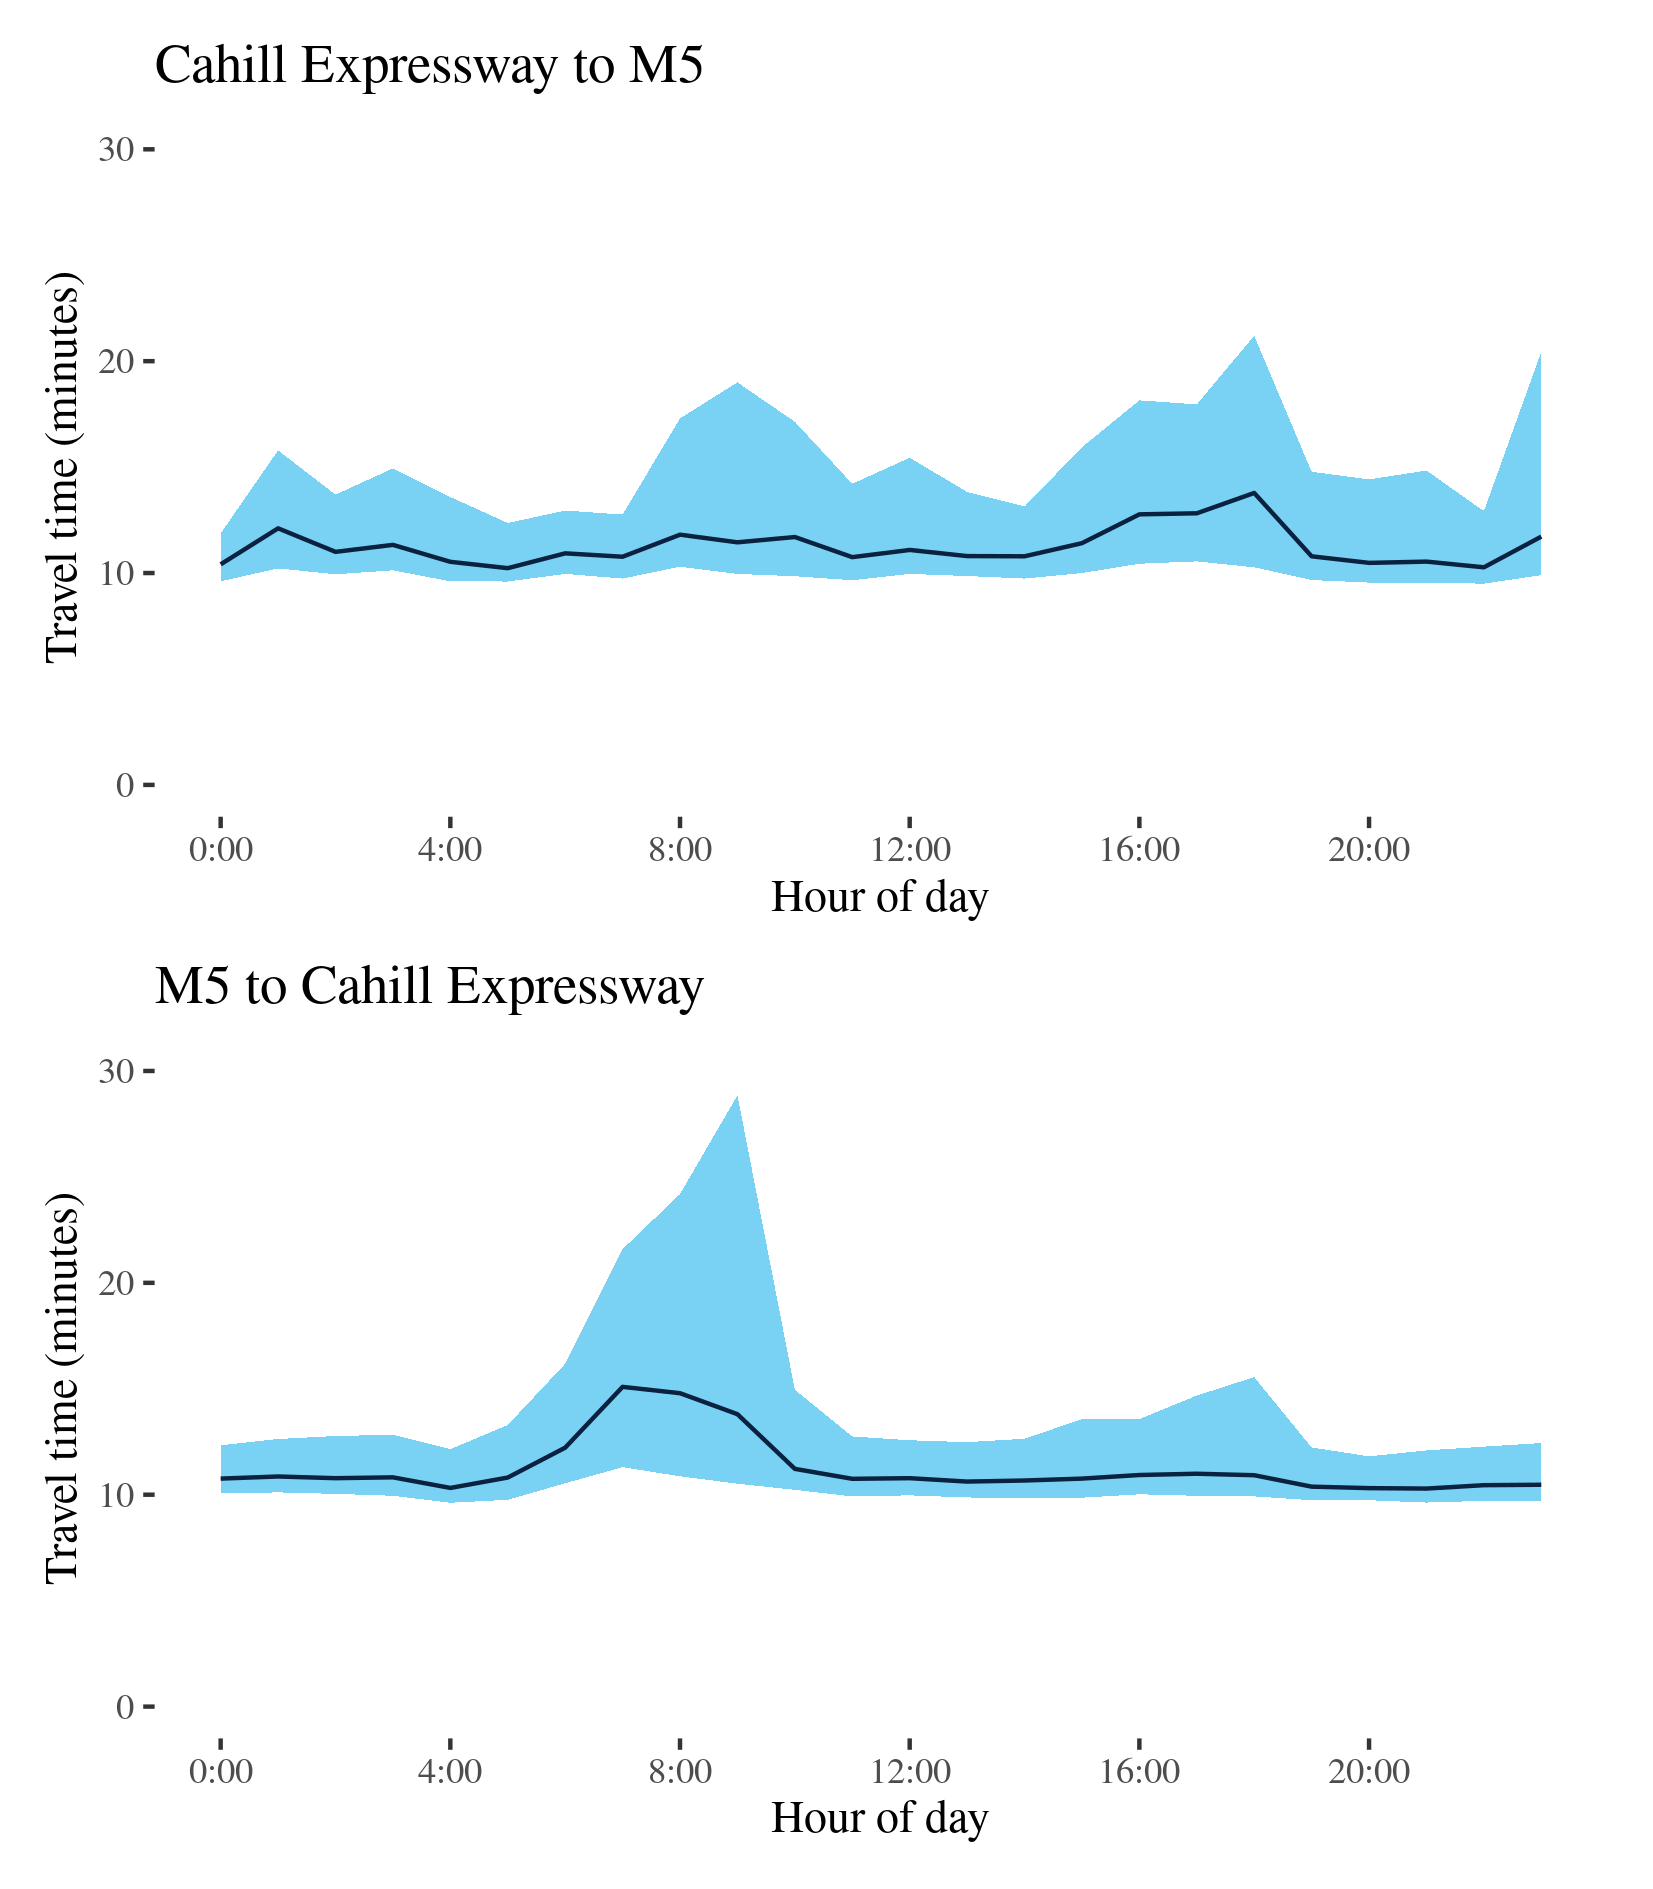 Cahill Expressway to M5
30
20
10
0
Travel time (minutes)
0:00 4:00 8:00 12:00 16:00 20:00
Hour of day
M5 to Cahill Expressway
30
20
10
0
Travel time (minutes)
0:00 4:00 8:00 12:00 16:00 20:00
Hour of day